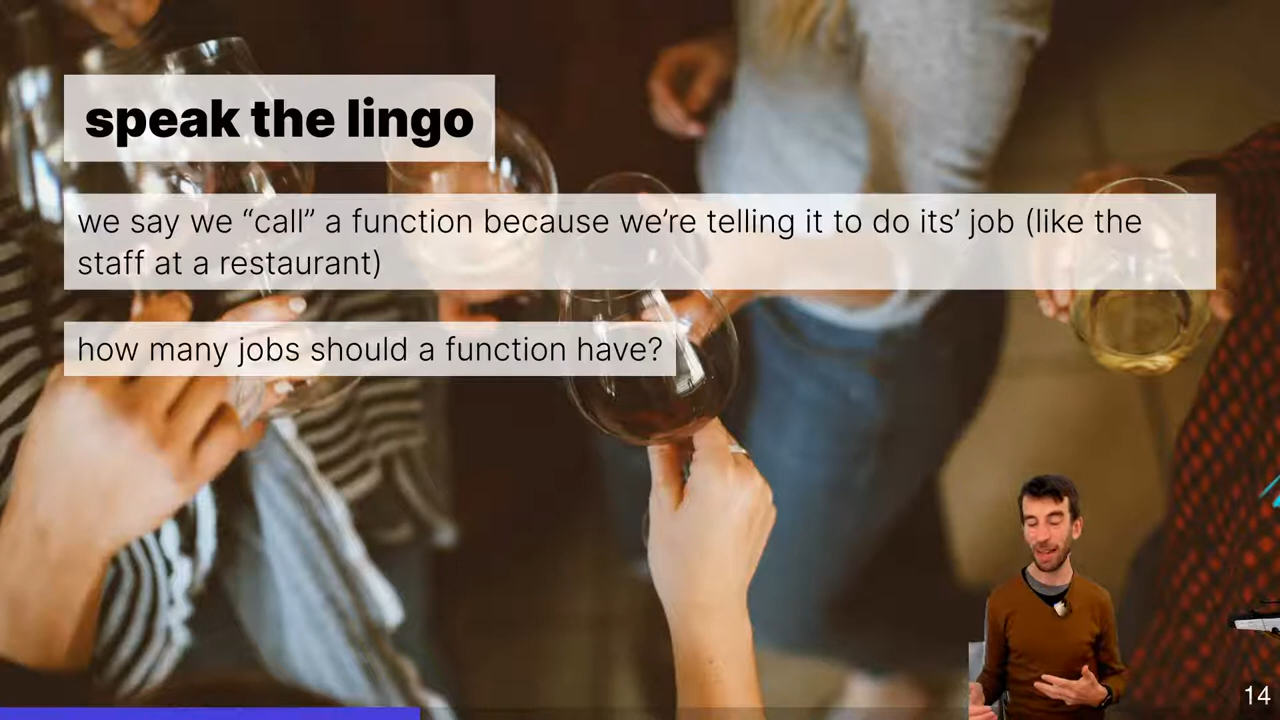 speak the lingo
we say we “call” a function because we’re telling it to do its’ job (like the
staff at a restaurant)
how many jobs should a function have?
14